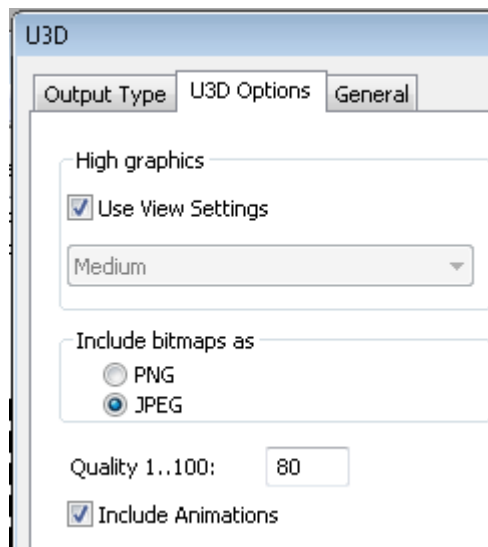 U3D
Output Type U3D Options General
High graphics
Use View Settings
Medium
Include bitmaps as
PNG
JPEG
Quality 1..100: 80
Include Animations